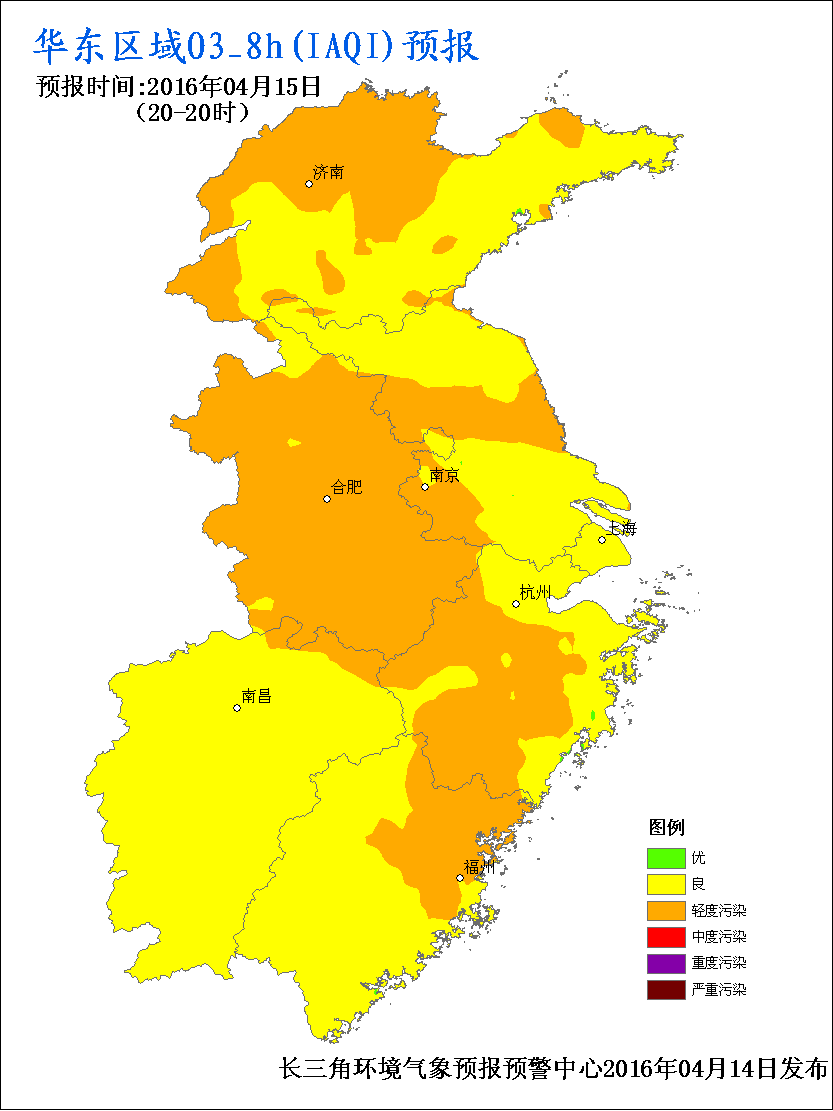 华东区域O3_8h(IAQI)预报
预报时间:2016年04月15日
(20-20时)
济南
合肥
南京
上海
杭州
南昌
福州
图例
优
良
轻度污染
中度污染
重度污染
严重污染
长三角环境气象预报预警中心2016年04月14日发布